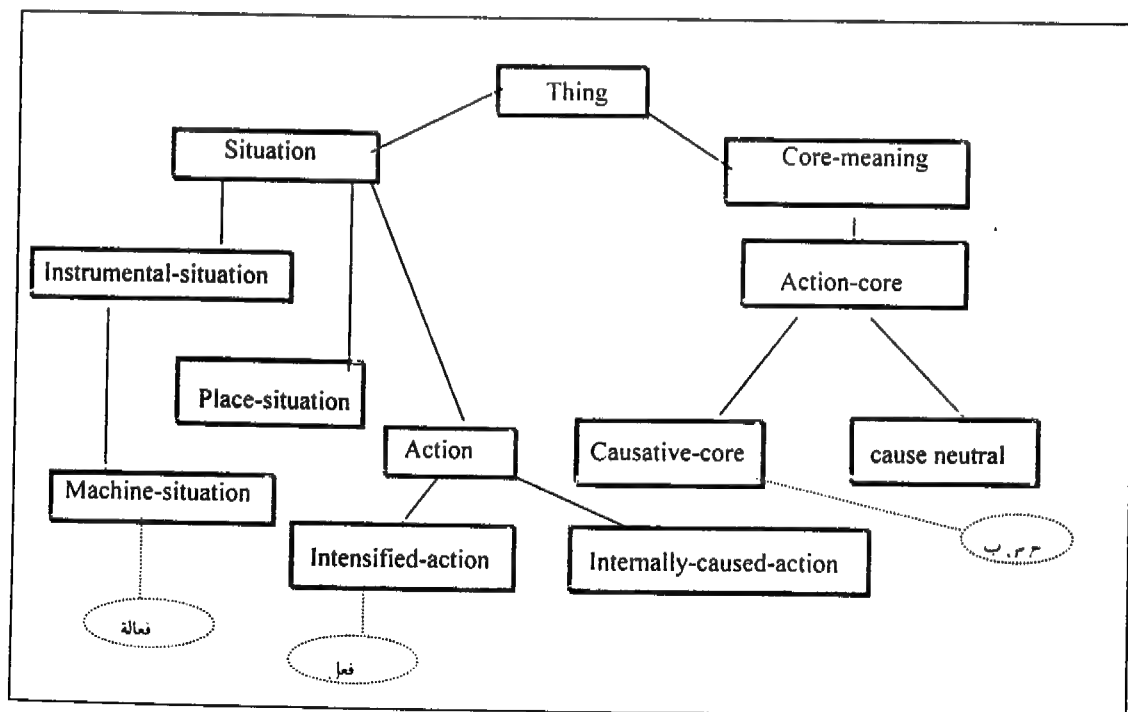 Thing
Situation
Core-meaning
Instrumental-situation
Action-core
Place-situation
Action
Causative-core
cause neutral
Machine-situation
Intensified-action
Internally-caused-action
فعالة
فعل